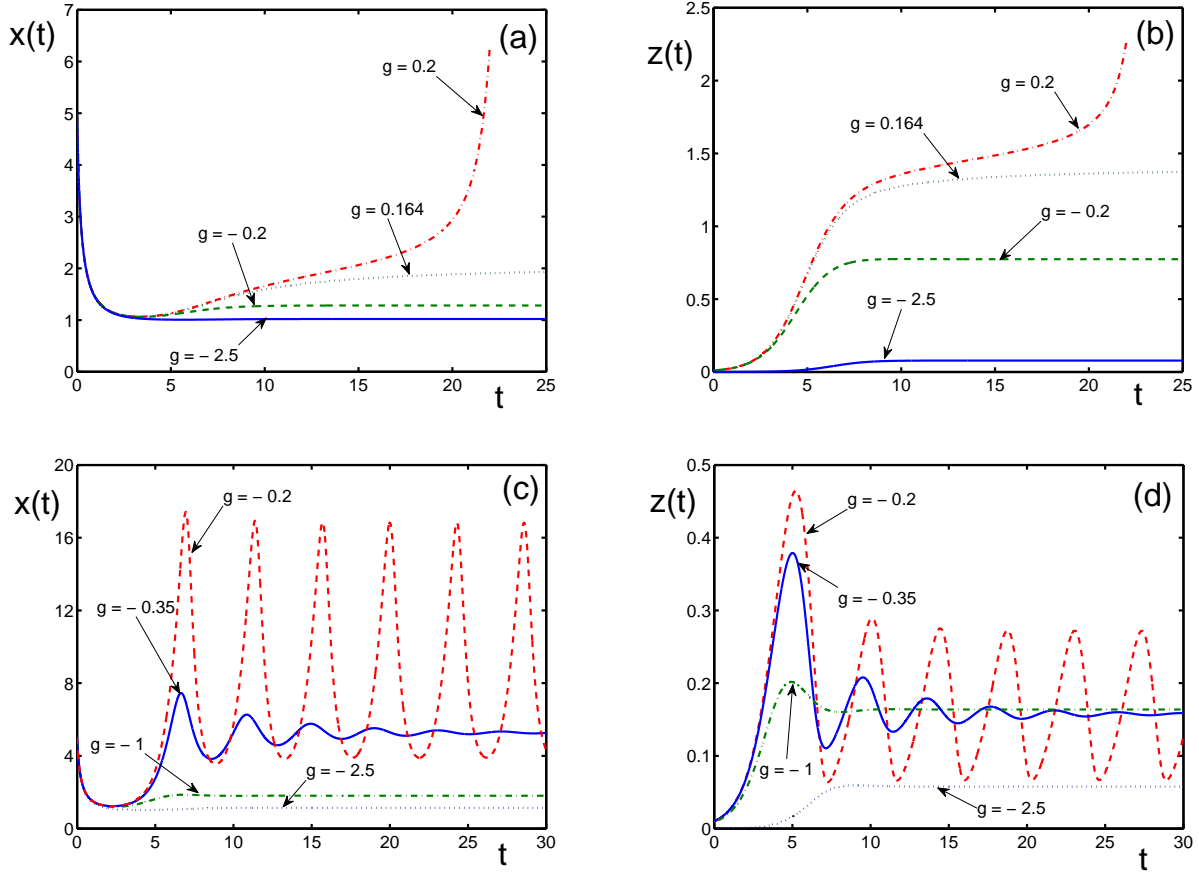 x(t)
(a)
7
6
5
4
3
2
1
0
0
5
10
15
20
25
t
g = 0.2
g = 0.164
g = − 0.2
g = − 2.5
z(t)
(b)
2.5
2
1.5
1
0.5
0
0
5
10
15
20
25
t
g = 0.2
g = 0.164
g = − 0.2
g = − 2.5
x(t)
(c)
20
16
12
8
4
0
0
5
10
15
20
25
30
t
g = − 0.2
g = − 0.35
g = − 1
g = − 2.5
z(t)
(d)
0.5
0.4
0.3
0.2
0.1
0
0
5
10
15
20
25
30
t
g = − 0.2
g = − 0.35
g = − 1
g = − 2.5